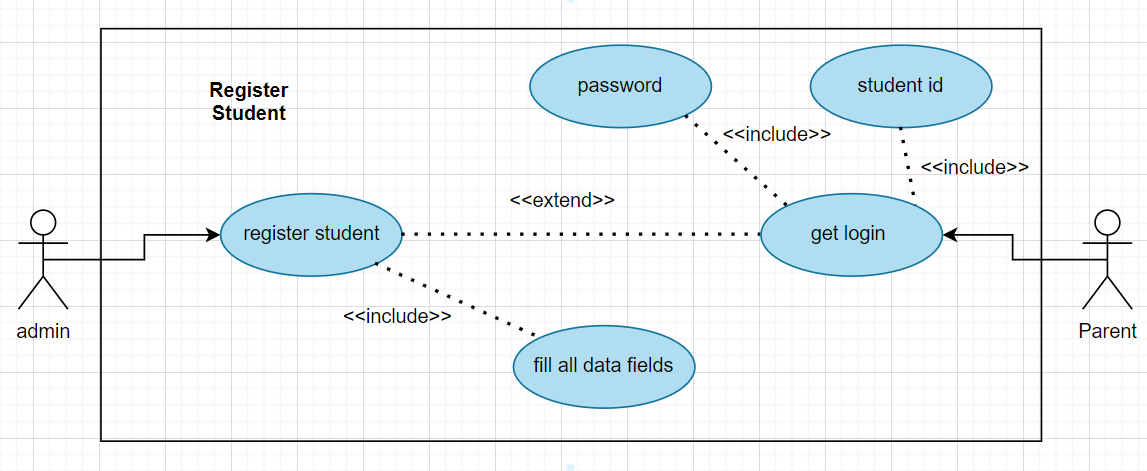 Register
Student
password
student id
<<include>>
<<include>>
<<extend>>
register student
get login
admin
<<include>>
Parent
fill all data fields